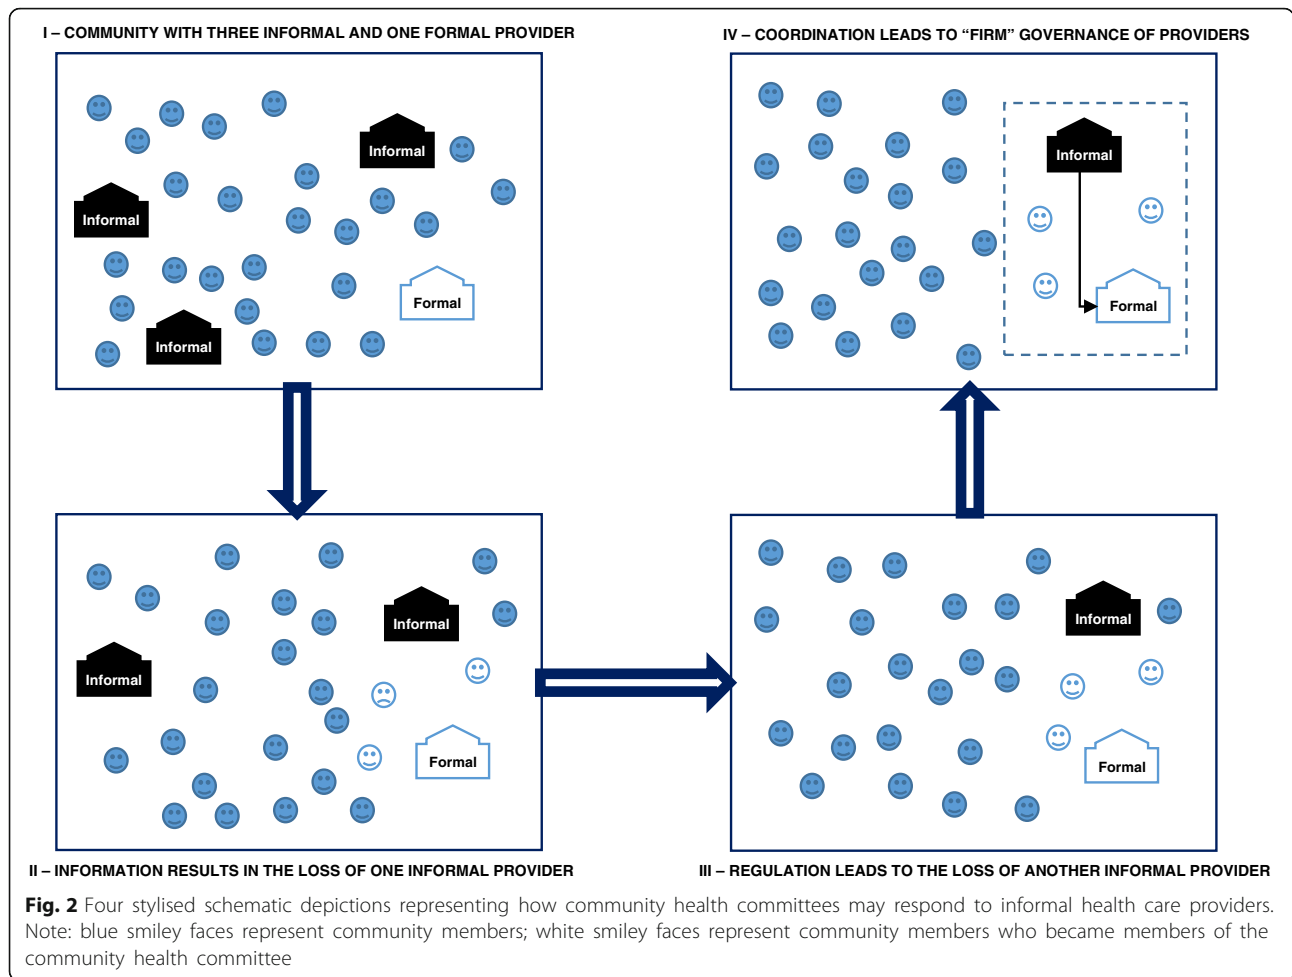 I – COMMUNITY WITH THREE INFORMAL AND ONE FORMAL PROVIDER
Informal
Informal
Formal
Informal
II – INFORMATION RESULTS IN THE LOSS OF ONE INFORMAL PROVIDER
Informal
Informal
Formal
III – REGULATION LEADS TO THE LOSS OF ANOTHER INFORMAL PROVIDER
Informal
Formal
IV – COORDINATION LEADS TO “FIRM” GOVERNANCE OF PROVIDERS
Informal
Formal
Fig. 2 Four stylised schematic depictions representing how community health committees may respond to informal health care providers.
Note: blue smiley faces represent community members; white smiley faces represent community members who became members of the
community health committee